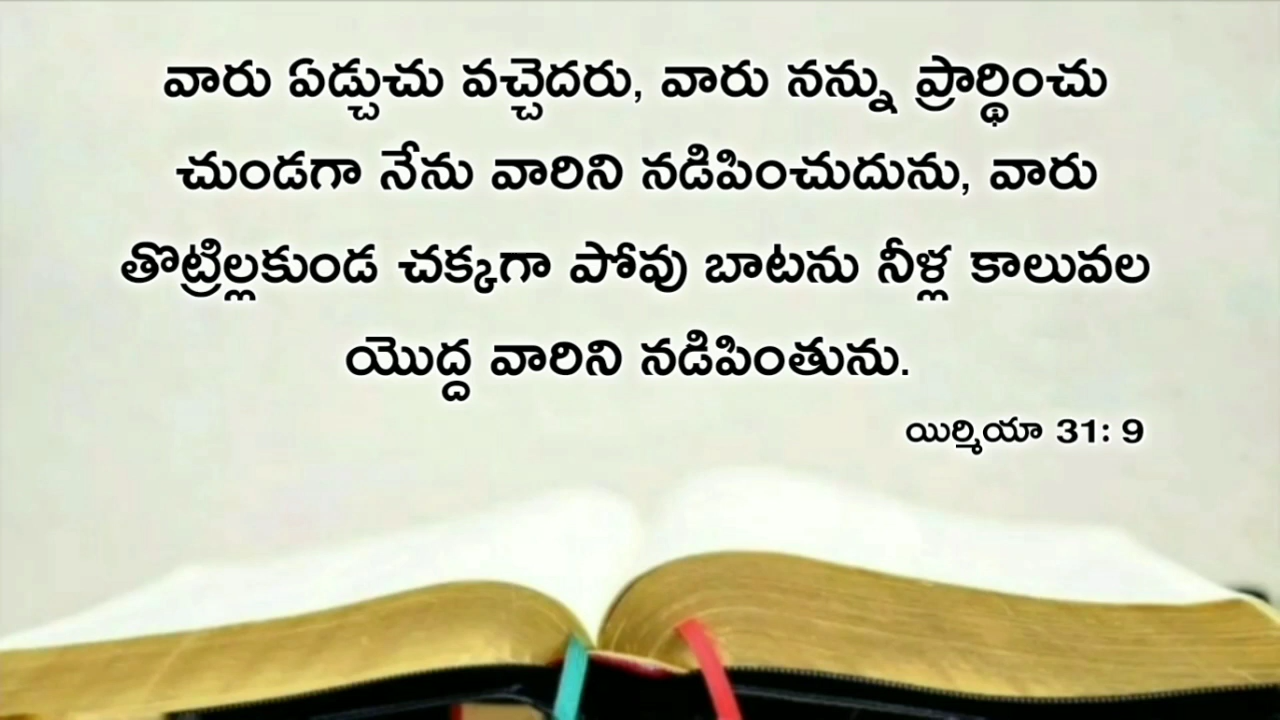 వారు ఏడ్చుచు వచ్చెదరు, వారు నన్ను ప్రార్థించు
చుండగా నేను వారిని నడిపించుదును, వారు
తొట్రిల్లకుండ చక్కగా పోవు బాటను నీళ్ల కాలువల
యొద్ద వారిని నడిపింతును.
యిర్మియా 31: 9